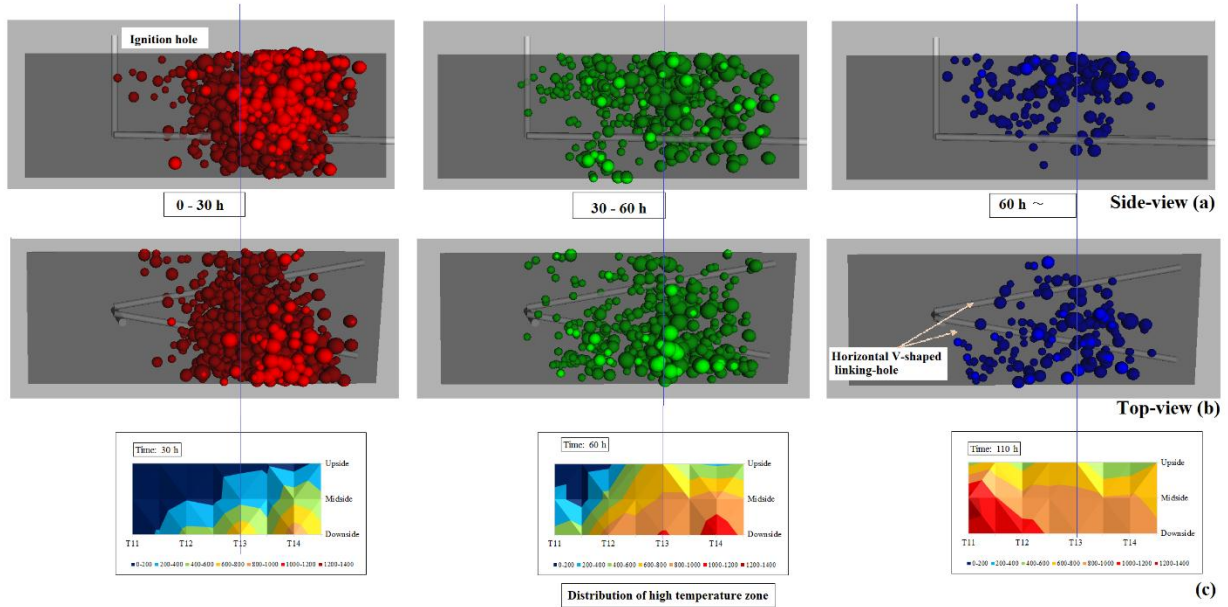 Ignition hole
0 - 30 h
30 - 60 h
60 h ～
Side-view (a)
Horizontal V-shaped
linking-hole
Top-view (b)
Time: 30 h
Upside
Midside
Downside
T11 T12 T13 T14
0-200 200-400 400-600 600-800 800-1000 1000-1200 1200-1400
Time: 60 h
Upside
Midside
Downside
T11 T12 T13 T14
0-200 200-400 400-600 600-800 800-1000 1000-1200 1200-1400
Time: 110 h
Upside
Midside
Downside
T11 T12 T13 T14
0-200 200-400 400-600 600-800 800-1000 1000-1200 1200-1400
Distribution of high temperature zone
(c)